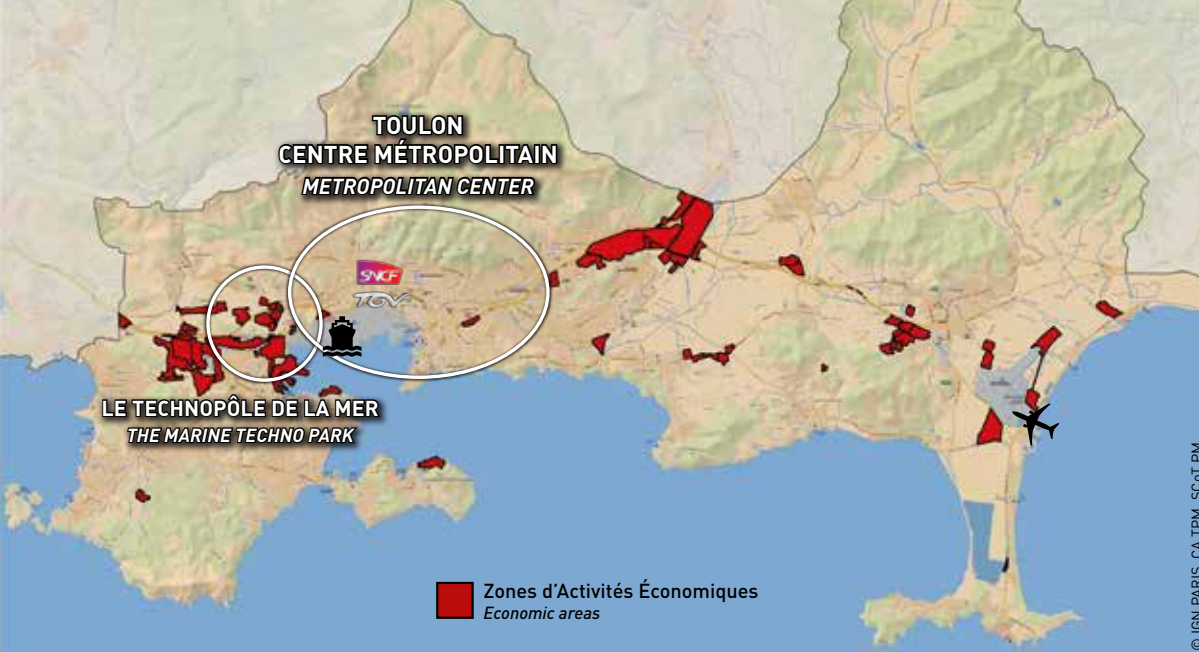 TOULON
CENTRE MÉTROPOLITAIN
METROPOLITAN CENTER
SNCF
TGV
LE TECHNOPÔLE DE LA MER
THE MARINE TECHNO PARK
Zones d'Activités Économiques
Economic areas
© IGN PARIS, CA TPM, SCoT PM